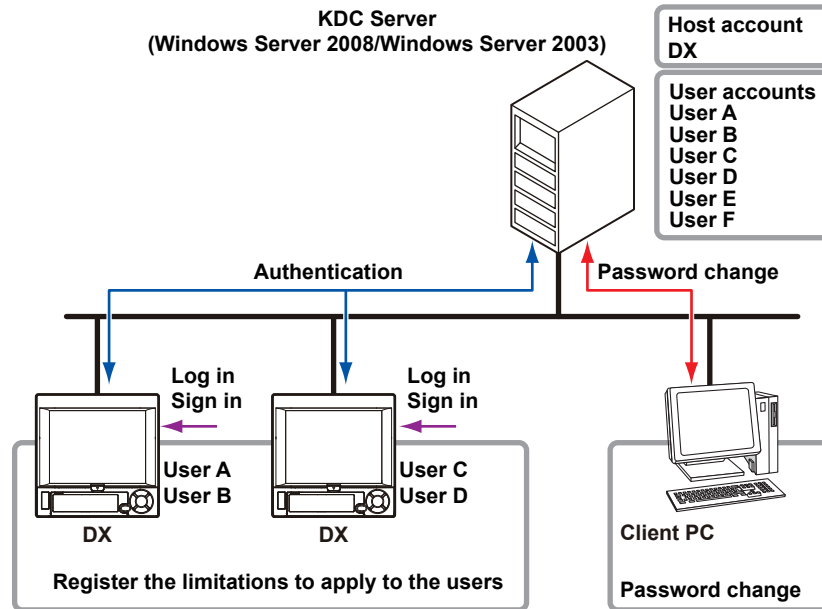 KDC Server
(Windows Server 2008/Windows Server 2003)
Host account
DX
User accounts
User A
User B
User C
User D
User E
User F
Authentication
Password change
Log in
Sign in
User A
User B
DX
Log in
Sign in
User C
User D
DX
Register the limitations to apply to the users
Client PC
Password change